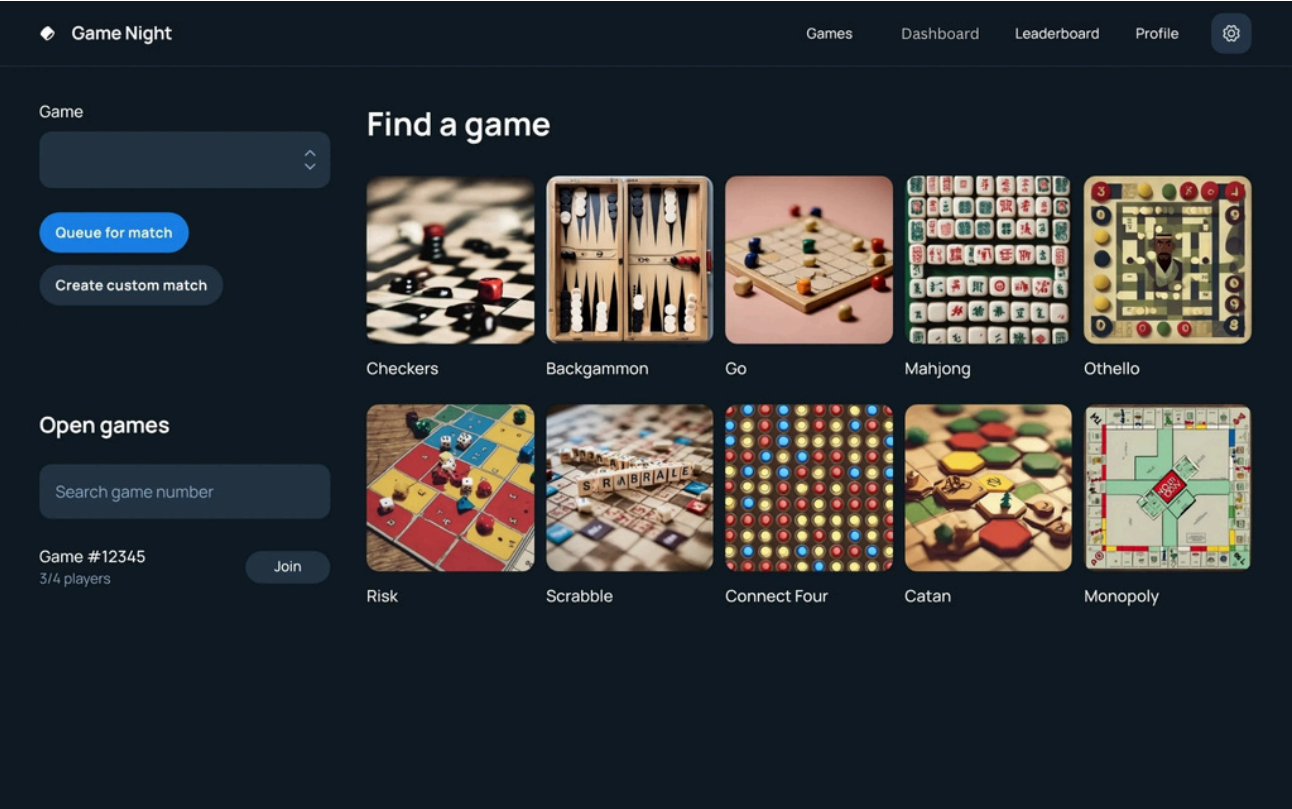 Game Night
Games Dashboard Leaderboard Profile
Game
Queue for match
Create custom match
Open games
Search game number
Game #12345
3/4 players
Join
Find a game
Checkers
Backgammon
Go
Mahjong
Othello
SRABRALE
Risk
Scrabble
Connect Four
Catan
Monopoly